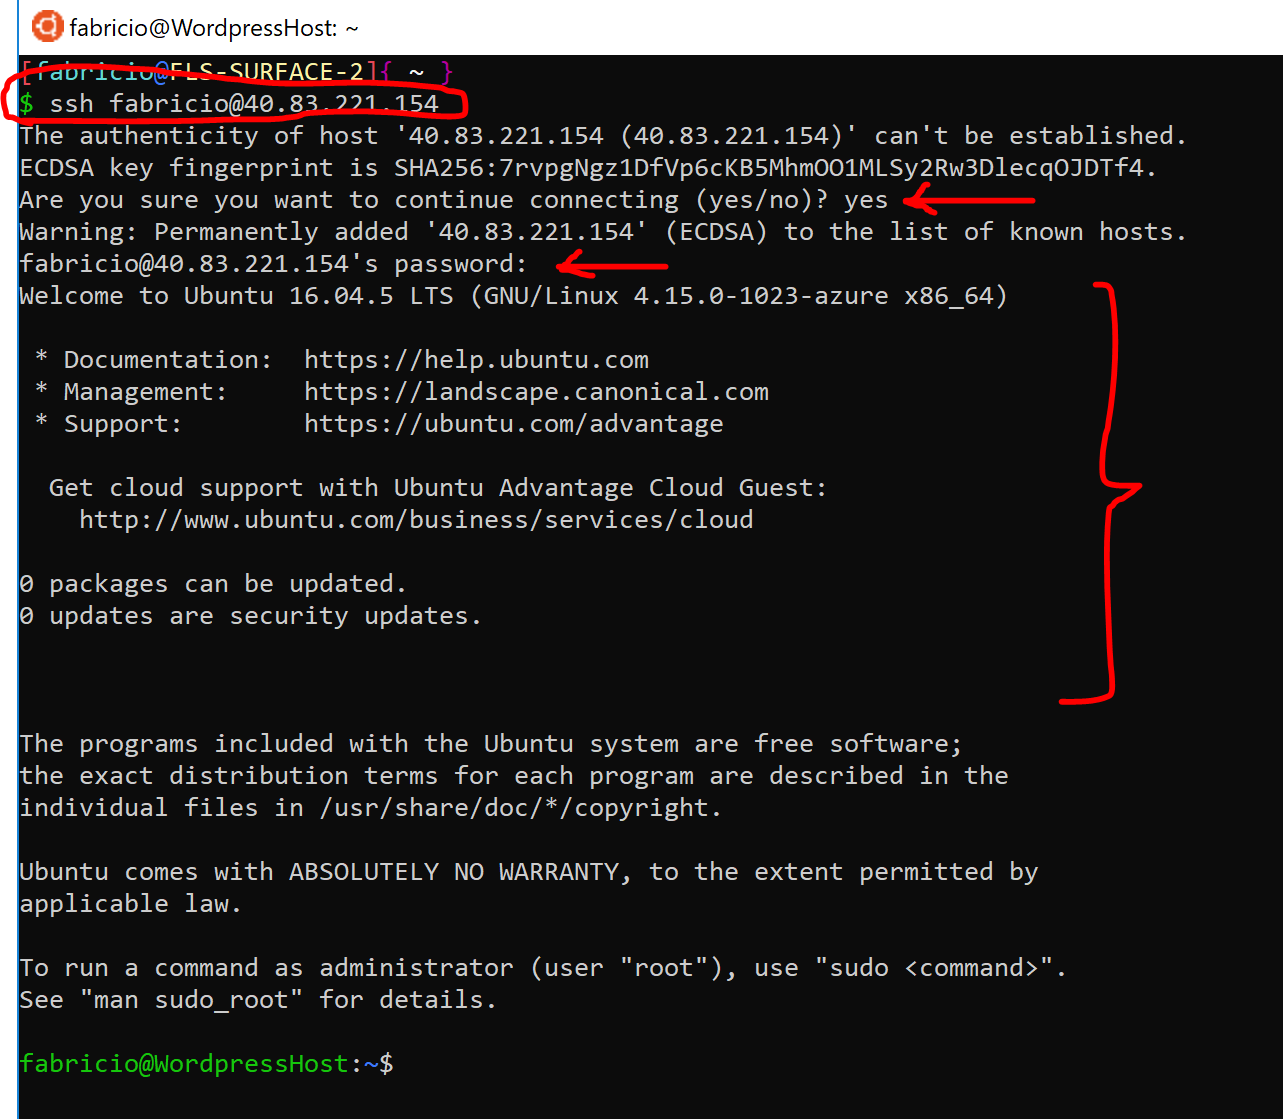 fabricio@WordpressHost: ~
[fabricio@FLS-SURFACE-2]{ ~ }
$ ssh fabricio@40.83.221.154
The authenticity of host '40.83.221.154 (40.83.221.154)' can't be established.
ECDSA key fingerprint is SHA256:7rvpgNgz1DfVp6cKB5MhmOO1MLSy2Rw3DlecqOJDTf4.
Are you sure you want to continue connecting (yes/no)? yes
Warning: Permanently added '40.83.221.154' (ECDSA) to the list of known hosts.
fabricio@40.83.221.154's password:
Welcome to Ubuntu 16.04.5 LTS (GNU/Linux 4.15.0-1023-azure x86_64)
* Documentation:  https://help.ubuntu.com
* Management:     https://landscape.canonical.com
* Support:        https://ubuntu.com/advantage
Get cloud support with Ubuntu Advantage Cloud Guest:
http://www.ubuntu.com/business/services/cloud
0 packages can be updated.
0 updates are security updates.
The programs included with the Ubuntu system are free software;
the exact distribution terms for each program are described in the
individual files in /usr/share/doc/*/copyright.
Ubuntu comes with ABSOLUTELY NO WARRANTY, to the extent permitted by
applicable law.
To run a command as administrator (user "root"), use "sudo <command>".
See "man sudo_root" for details.
fabricio@WordpressHost:~$